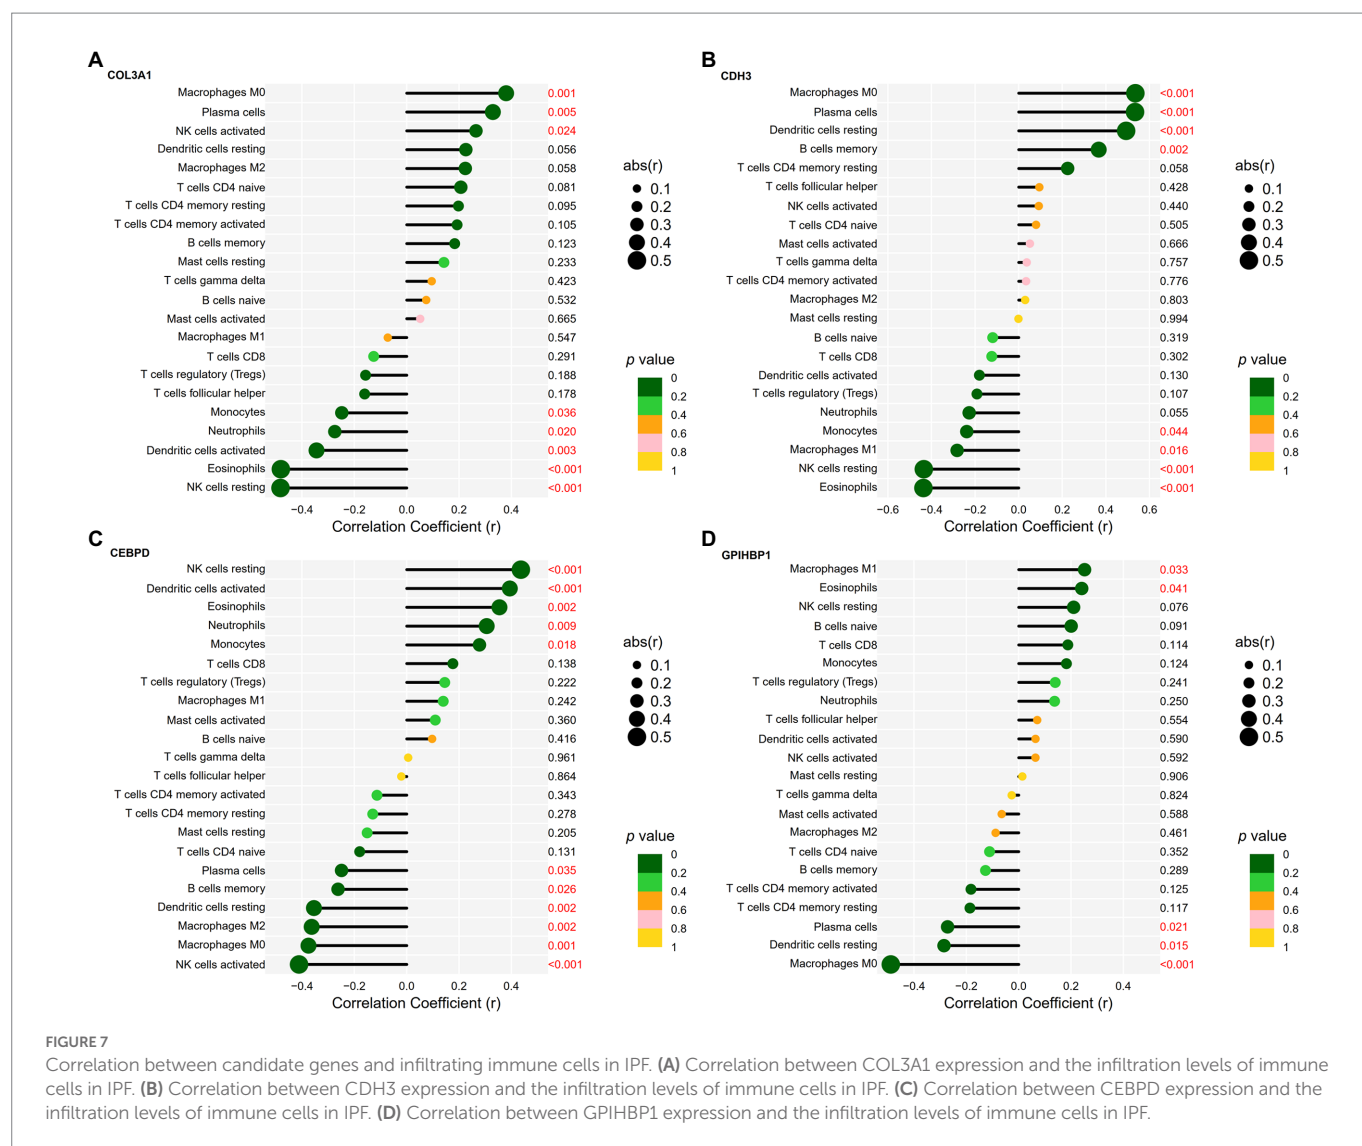 A
COL3A1
Macrophages M0 0.001
Plasma cells 0.005
NK cells activated 0.024
Dendritic cells resting 0.056
Macrophages M2 0.058
T cells CD4 naive 0.081
T cells CD4 memory resting 0.095
T cells CD4 memory activated 0.105
B cells memory 0.123
Mast cells resting 0.233
T cells gamma delta 0.423
B cells naive 0.532
Mast cells activated 0.665
Macrophages M1 0.547
T cells CD8 0.291
T cells regulatory (Tregs) 0.188
T cells follicular helper 0.178
Monocytes 0.036
Neutrophils 0.020
Dendritic cells activated 0.003
Eosinophils <0.001
NK cells resting <0.001
−0.4 −0.2 0.0 0.2 0.4
Correlation Coefficient (r)
abs(r)
0.1
0.2
0.3
0.4
0.5
p value
0
0.2
0.4
0.6
0.8
1
B
CDH3
Macrophages M0 <0.001
Plasma cells <0.001
Dendritic cells resting <0.001
B cells memory 0.002
T cells CD4 memory resting 0.058
T cells follicular helper 0.428
NK cells activated 0.440
T cells CD4 naive 0.505
Mast cells activated 0.666
T cells gamma delta 0.757
T cells CD4 memory activated 0.776
Macrophages M2 0.803
Mast cells resting 0.994
B cells naive 0.319
T cells CD8 0.302
Dendritic cells activated 0.130
T cells regulatory (Tregs) 0.107
Neutrophils 0.055
Monocytes 0.044
Macrophages M1 0.016
NK cells resting <0.001
Eosinophils <0.001
−0.6 −0.4 −0.2 0.0 0.2 0.4 0.6
Correlation Coefficient (r)
abs(r)
0.1
0.2
0.3
0.4
0.5
p value
0
0.2
0.4
0.6
0.8
1
C
CEBPD
NK cells resting <0.001
Dendritic cells activated <0.001
Eosinophils 0.002
Neutrophils 0.009
Monocytes 0.018
T cells CD8 0.138
T cells regulatory (Tregs) 0.222
Macrophages M1 0.242
Mast cells activated 0.360
B cells naive 0.416
T cells gamma delta 0.961
T cells follicular helper 0.864
T cells CD4 memory activated 0.343
T cells CD4 memory resting 0.278
Mast cells resting 0.205
T cells CD4 naive 0.131
Plasma cells 0.035
B cells memory 0.026
Dendritic cells resting 0.002
Macrophages M2 0.002
Macrophages M0 0.001
NK cells activated <0.001
−0.4 −0.2 0.0 0.2 0.4
Correlation Coefficient (r)
abs(r)
0.1
0.2
0.3
0.4
0.5
p value
0
0.2
0.4
0.6
0.8
1
D
GPIHBP1
Macrophages M1 0.033
Eosinophils 0.041
NK cells resting 0.076
B cells naive 0.091
T cells CD8 0.114
Monocytes 0.124
T cells regulatory (Tregs) 0.241
Neutrophils 0.250
T cells follicular helper 0.554
Dendritic cells activated 0.590
NK cells activated 0.592
Mast cells resting 0.906
T cells gamma delta 0.824
Mast cells activated 0.588
Macrophages M2 0.461
T cells CD4 naive 0.352
B cells memory 0.289
T cells CD4 memory activated 0.125
T cells CD4 memory resting 0.117
Plasma cells 0.021
Dendritic cells resting 0.015
Macrophages M0 <0.001
−0.4 −0.2 0.0 0.2 0.4
Correlation Coefficient (r)
abs(r)
0.1
0.2
0.3
0.4
0.5
p value
0
0.2
0.4
0.6
0.8
1
FIGURE 7
Correlation between candidate genes and infiltrating immune cells in IPF. (A) Correlation between COL3A1 expression and the infiltration levels of immune
cells in IPF. (B) Correlation between CDH3 expression and the infiltration levels of immune cells in IPF. (C) Correlation between CEBPD expression and the
infiltration levels of immune cells in IPF. (D) Correlation between GPIHBP1 expression and the infiltration levels of immune cells in IPF.